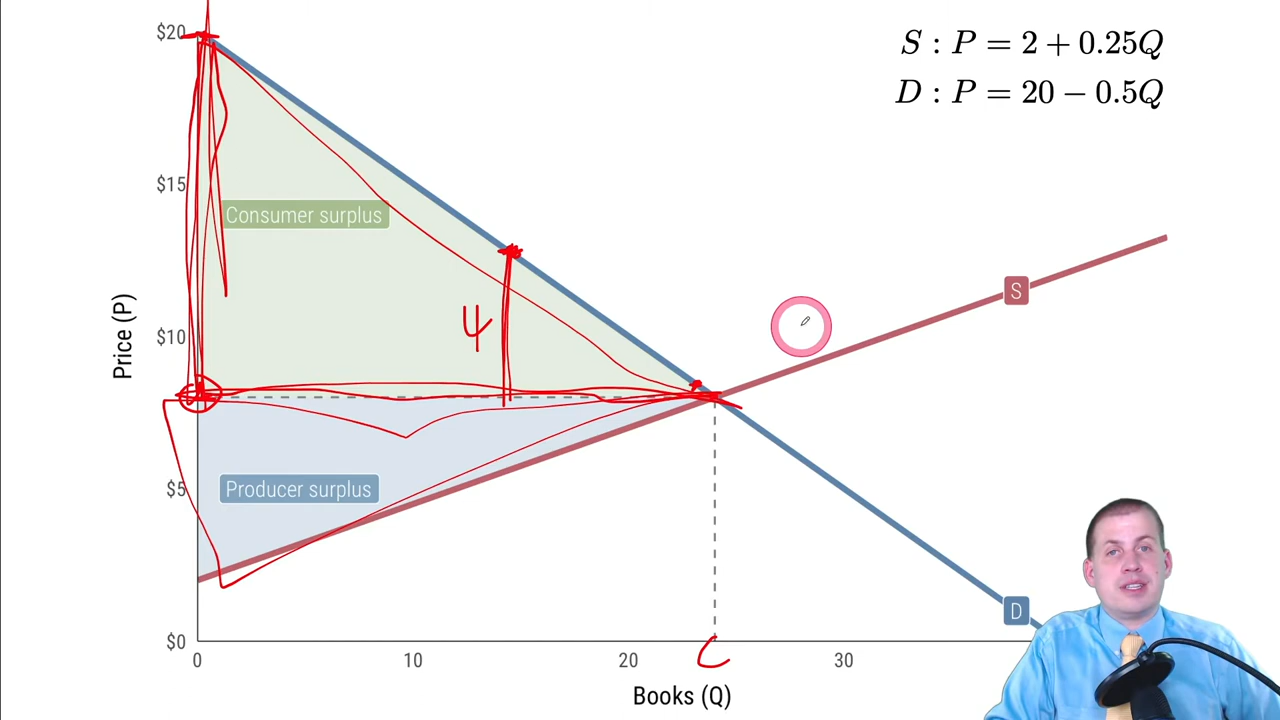 S : P = 2 + 0.25Q
D : P = 20 − 0.5Q
$20
$15
Consumer surplus
$10
Price (P)
4
S
$5
Producer surplus
D
$0
0
10
20
30
Books (Q)